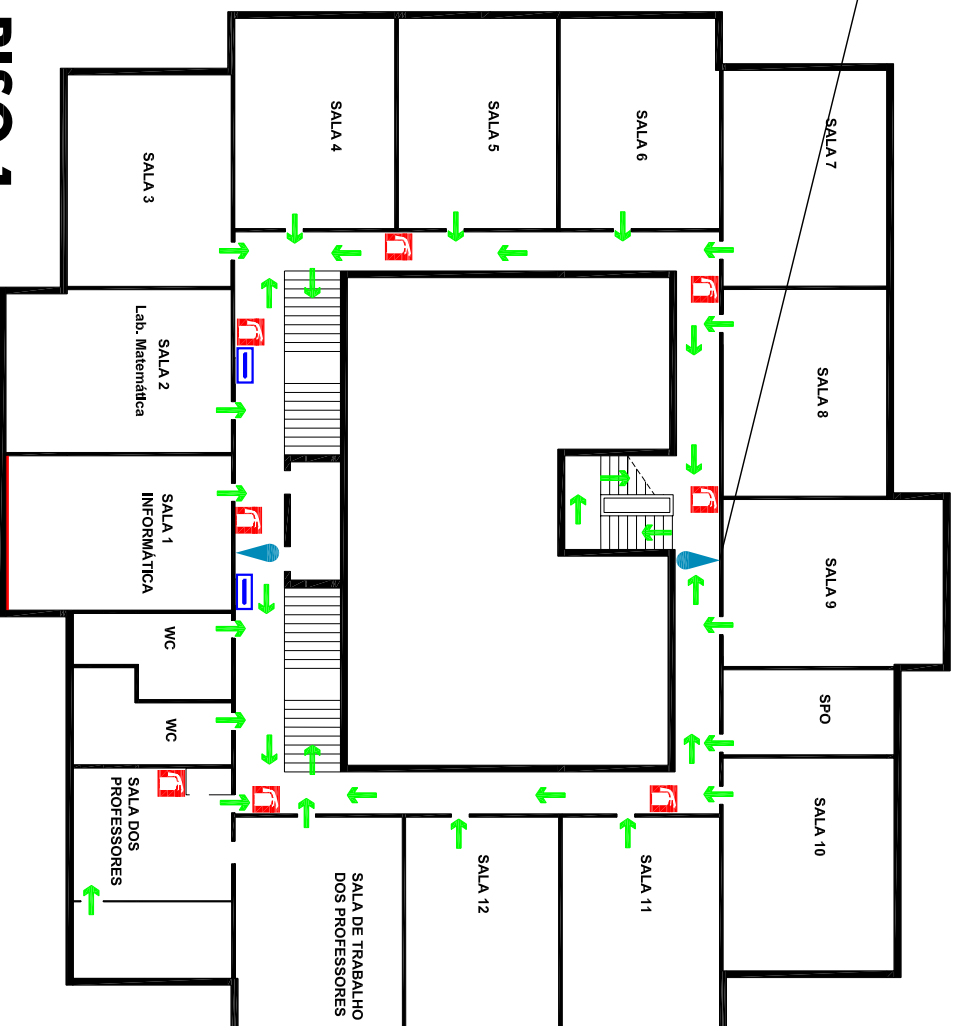 PISO 1
SALA 3
SALA 4
SALA 5
SALA 6
SALA 7
SALA 2
Lab. Matemática
SALA 8
SALA 1
INFORMÁTICA
SALA 9
WC
WC
SPO
SALA DOS
PROFESSORES
SALA 10
SALA DE TRABALHO
DOS PROFESSORES
SALA 12
SALA 11